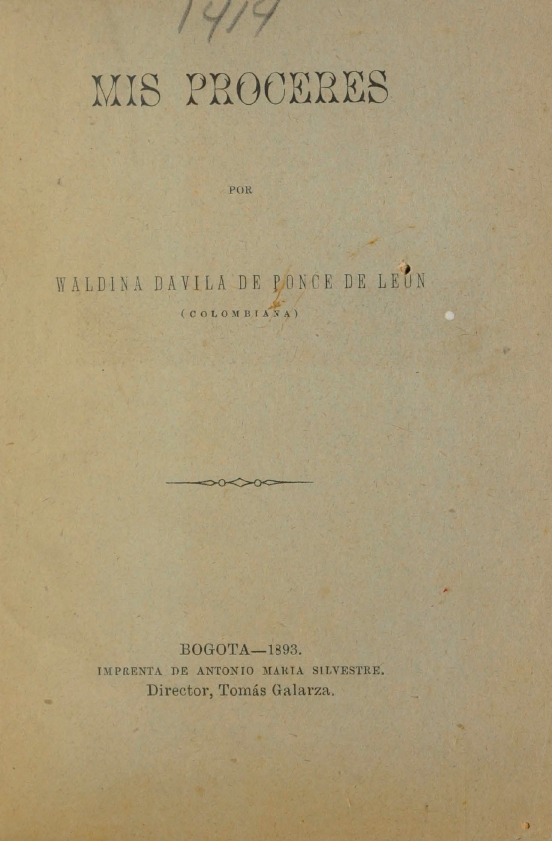 1414
MIS PROCERES
POR
WALDINA DAVILA DE PONCE DE LEON
(COLOMBIANA)
BOGOTA—1893.
IMPRENTA DE ANTONIO MARIA SILVESTRE.
Director, Tomás Galarza.